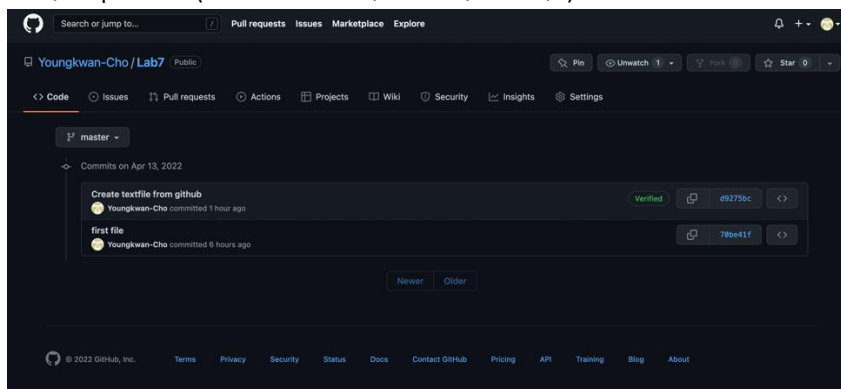 Search or jump to... /
Pull requests Issues Marketplace Explore
Youngkwan-Cho / Lab7 Public
Pin Unwatch 1 Fork 0 Star 0
<> Code Issues Pull requests Actions Projects Wiki Security Insights Settings
master
Commits on Apr 13, 2022
Create textfile from github
Youngkwan-Cho committed 1 hour ago
Verified d9275bc <>
first file
Youngkwan-Cho committed 6 hours ago
70be41f <>
Newer Older
© 2022 GitHub, Inc. Terms Privacy Security Status Docs Contact GitHub Pricing API Training Blog About